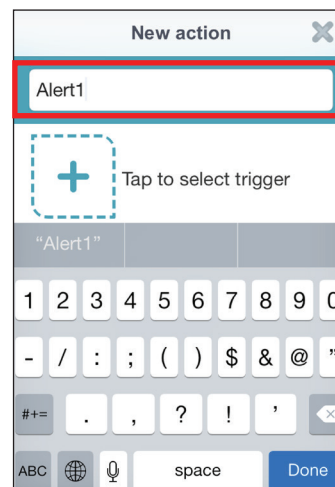 New action
Alert1
Tap to select trigger
“Alert1”
1 2 3 4 5 6 7 8 9 0
- / : ; ( ) $ & @ ”
#+= . , ? ! ’
ABC space Done